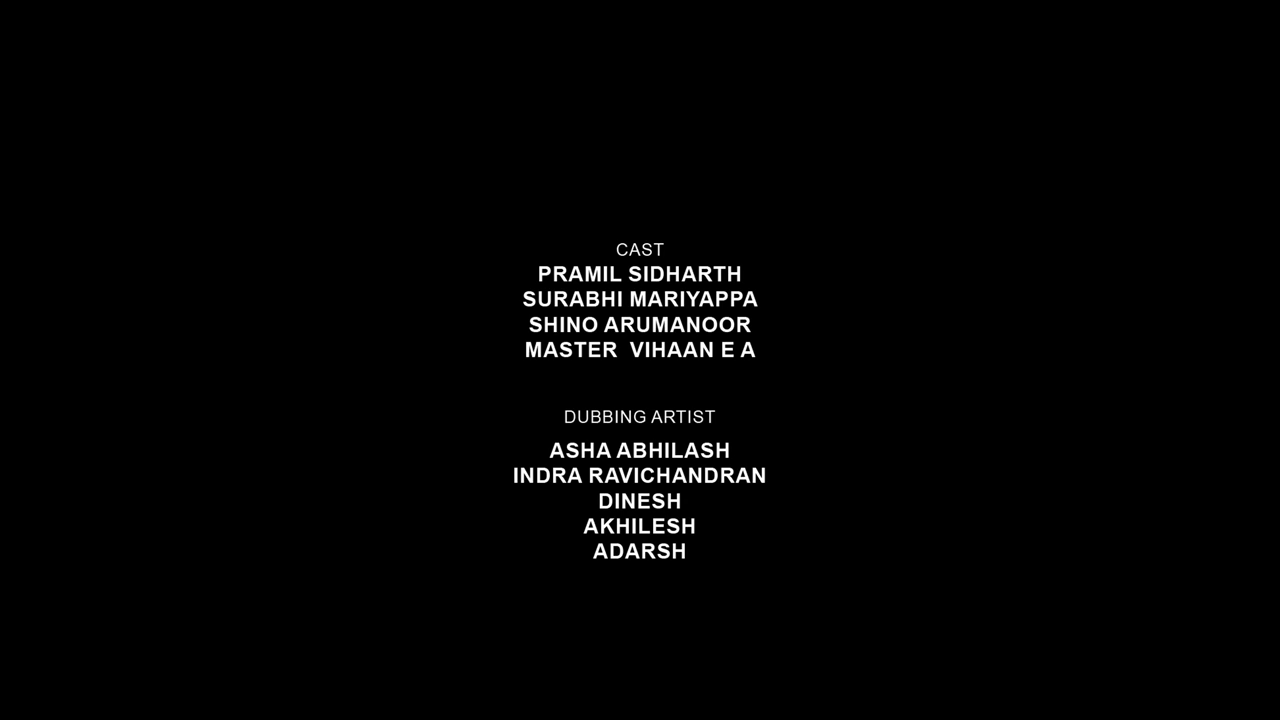 CAST
PRAMIL SIDHARTH
SURABHI MARIYAPPA
SHINO ARUMANOOR
MASTER  VIHAAN E A
DUBBING ARTIST
ASHA ABHILASH
INDRA RAVICHANDRAN
DINESH
AKHILESH
ADARSH